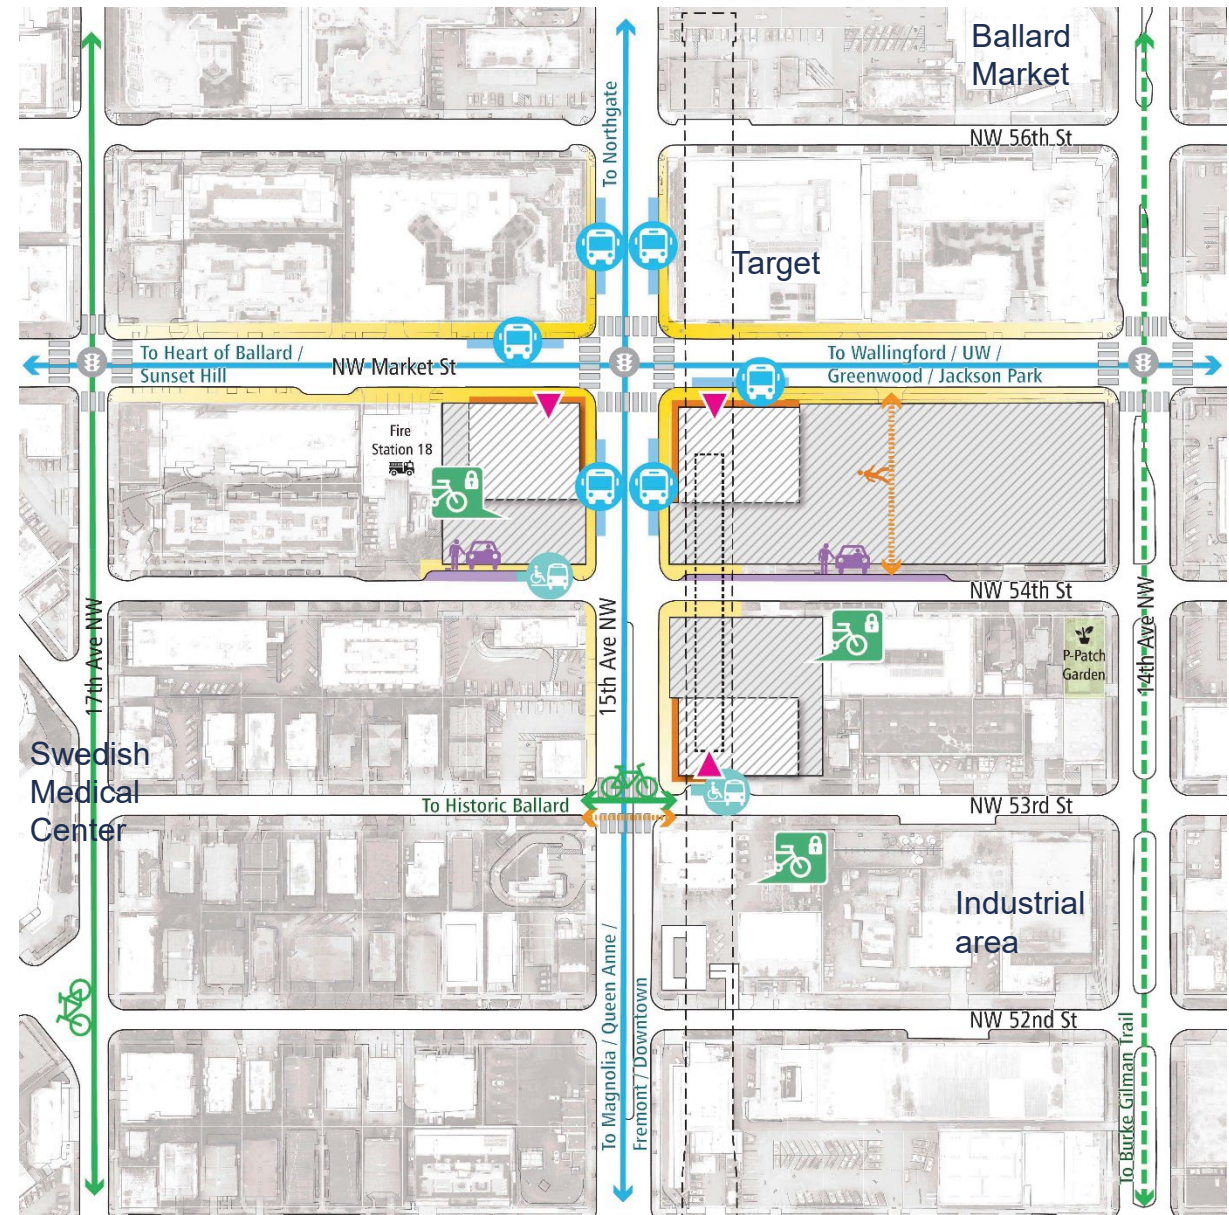 Ballard
Market
To Northgate
NW 56th St
Target
To Heart of Ballard /
Sunset Hill
NW Market St
To Wallingford / UW /
Greenwood / Jackson Park
Fire
Station 18
NW 54th St
17th Ave NW
15th Ave NW
14th Ave NW
P-Patch
Garden
Swedish
Medical
Center
To Historic Ballard
NW 53rd St
Industrial
area
To Magnolia / Queen Anne /
Fremont / Downtown
NW 52nd St
To Burke Gilman Trail